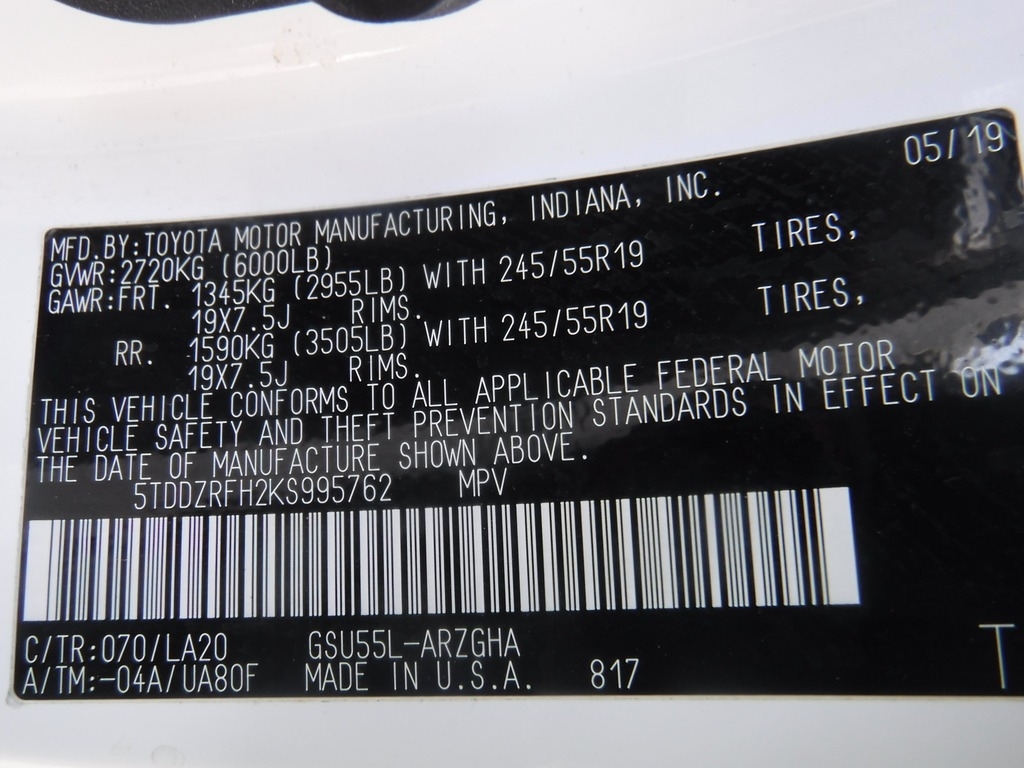 05/19
MFD.BY:TOYOTA MOTOR MANUFACTURING, INDIANA, INC.
GVWR:2720KG (6000LB)
GAWR:FRT. 1345KG (2955LB) WITH 245/55R19 TIRES,
19X7.5J RIMS.
RR. 1590KG (3505LB) WITH 245/55R19 TIRES,
19X7.5J RIMS.
THIS VEHICLE CONFORMS TO ALL APPLICABLE FEDERAL MOTOR
VEHICLE SAFETY AND THEFT PREVENTION STANDARDS IN EFFECT ON
THE DATE OF MANUFACTURE SHOWN ABOVE.
5TDDZRFH2KS995762 MPV
C/TR:070/LA20 GSU55L-ARZGHA
A/TM:-04A/UA80F MADE IN U.S.A. 817 T